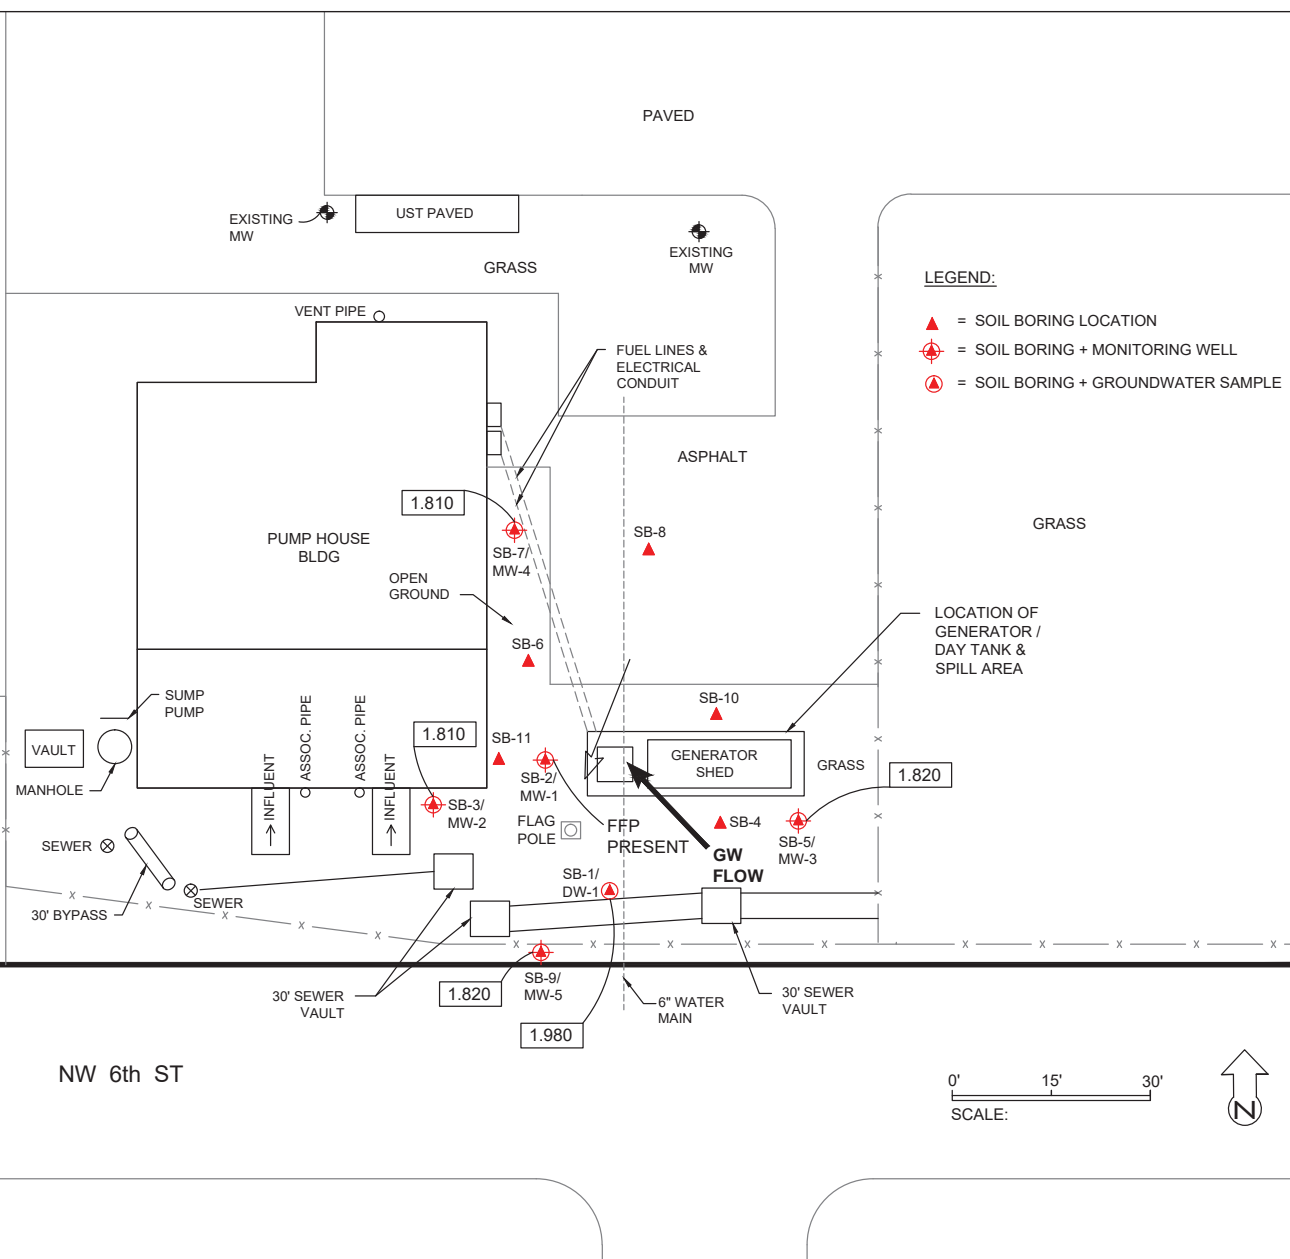 PAVED
UST PAVED
EXISTING
MW
EXISTING
MW
GRASS
LEGEND:
= SOIL BORING LOCATION
= SOIL BORING + MONITORING WELL
= SOIL BORING + GROUNDWATER SAMPLE
VENT PIPE
FUEL LINES &
ELECTRICAL
CONDUIT
ASPHALT
1.810
SB-7/
MW-4
SB-8
GRASS
PUMP HOUSE
BLDG
OPEN
GROUND
SB-6
LOCATION OF
GENERATOR /
DAY TANK &
SPILL AREA
SUMP
PUMP
VAULT
MANHOLE
INFLUENT
ASSOC. PIPE
ASSOC. PIPE
INFLUENT
1.810
SB-3/
MW-2
SB-11
SB-2/
MW-1
SB-10
GENERATOR
SHED
GRASS
1.820
FLAG
POLE
FFP
PRESENT
SB-4
SB-5/
MW-3
GW
FLOW
SEWER
30' BYPASS
SEWER
SB-1/
DW-1
30' SEWER
VAULT
1.820
SB-9/
MW-5
1.980
6" WATER
MAIN
30' SEWER
VAULT
NW 6th ST
0' 15' 30'
SCALE:
N
x x x x x x x x x
x x
x x x x x
x x x x x x x x x x x